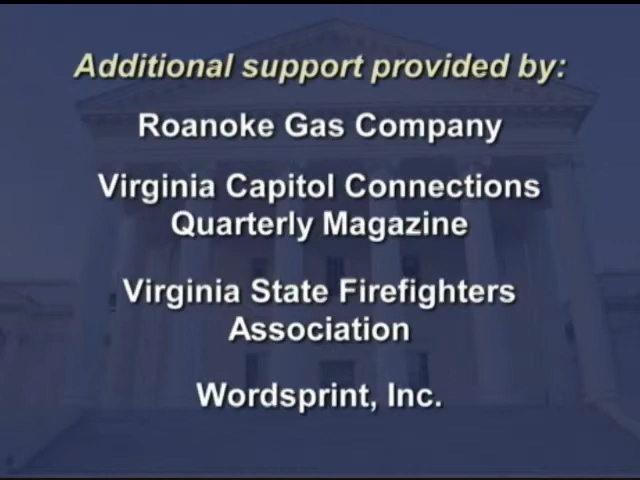 Additional support provided by:
Roanoke Gas Company
Virginia Capitol Connections
Quarterly Magazine
Virginia State Firefighters
Association
Wordsprint, Inc.